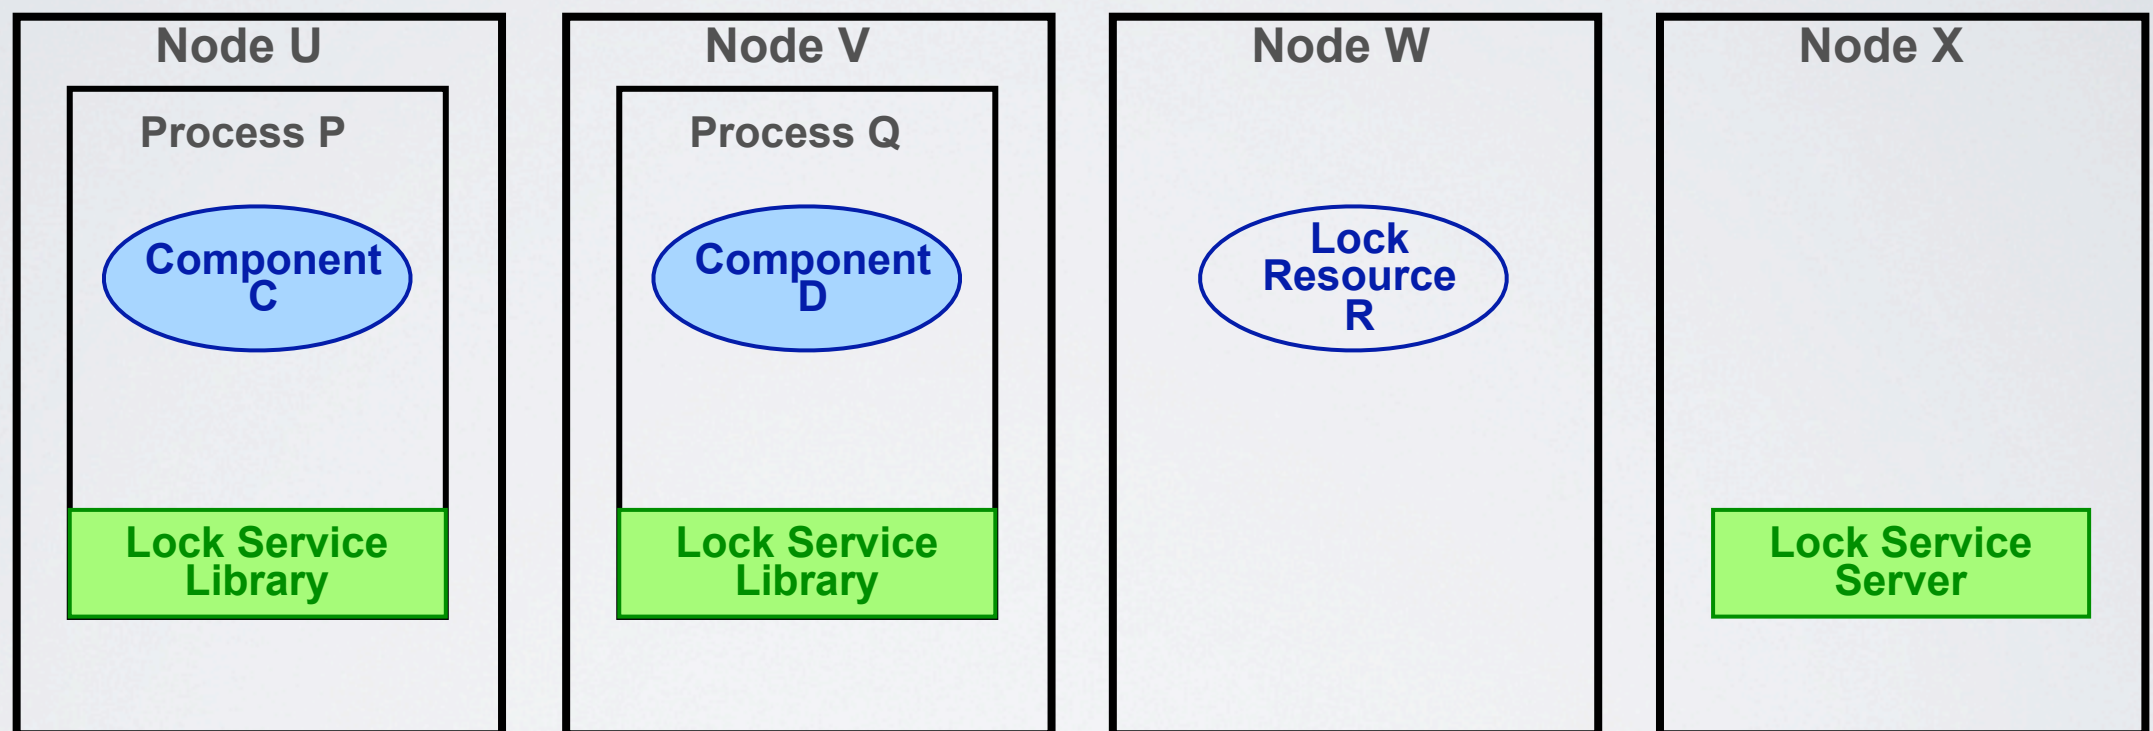 Node U
Process P
Component
C
Lock Service
Library
Node V
Process Q
Component
D
Lock Service
Library
Node W
Lock
Resource
R
Node X
Lock Service
Server